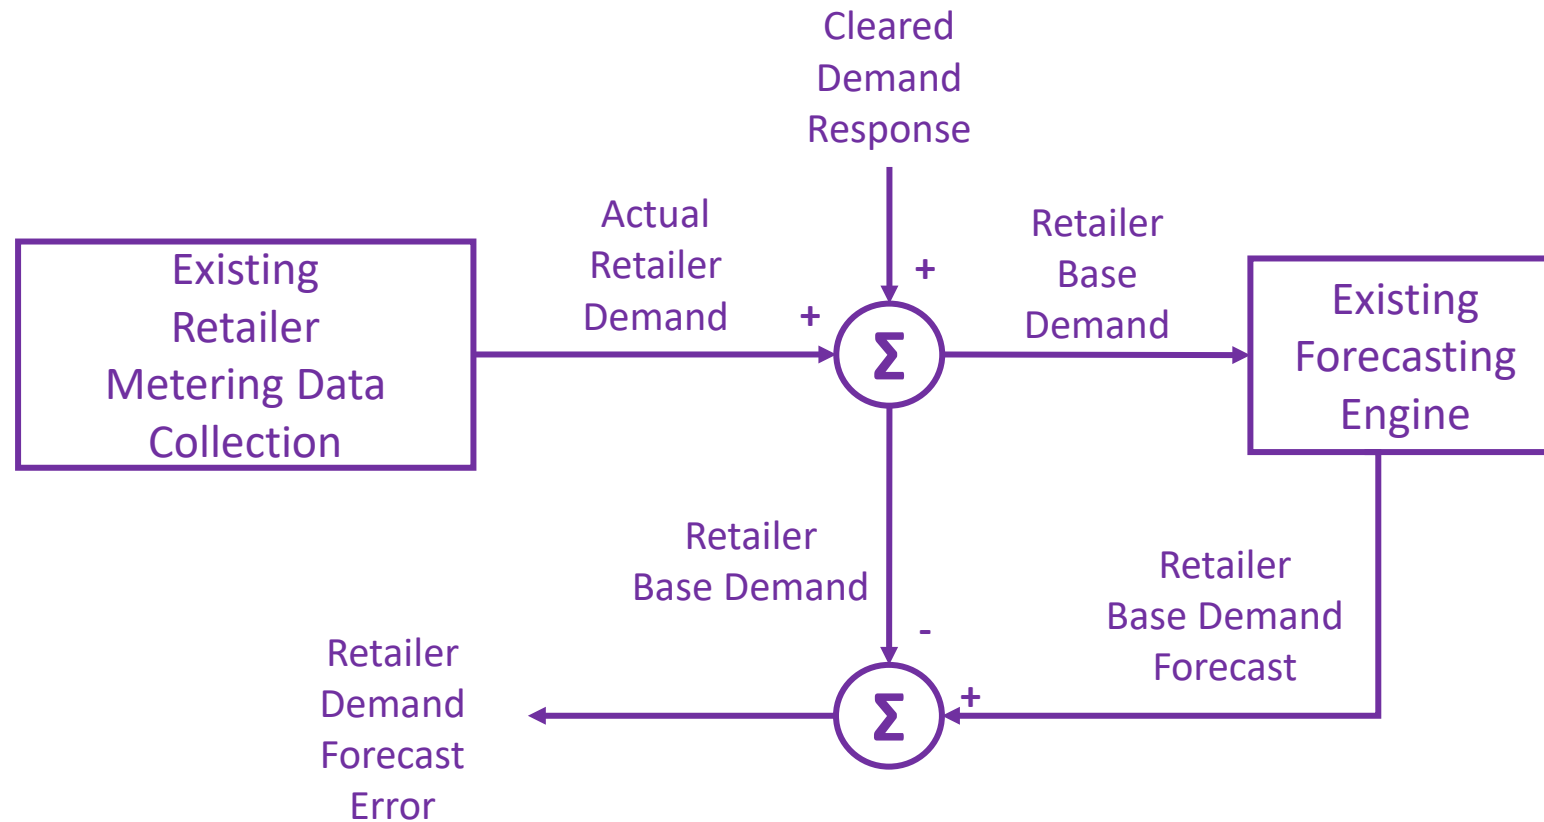 Cleared
Demand
Response
Actual
Retailer
Demand
Retailer
Base
Demand
+
+
Existing
Retailer
Metering Data
Collection
Σ
Existing
Forecasting
Engine
Retailer
Base Demand
Retailer
Base Demand
Forecast
-
+
Retailer
Demand
Forecast
Error
Σ